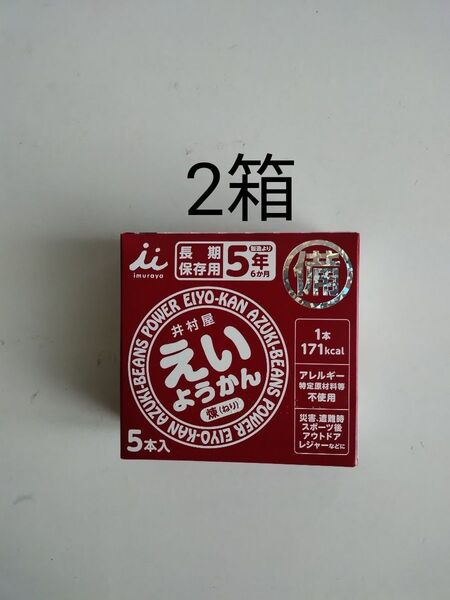 2箱
imuraya
長期
保存用
5年
製造より
6か月
備
AZUKI-BEANS POWER EIYO-KAN AZUKI-BEANS POWER EIYO-KAN
井村屋
えい
ようかん
煉(ねり)
5本入
1本
171kcal
アレルギー
特定原材料等
不使用
災害、遭難時
スポーツ後
アウトドア
レジャーなどに